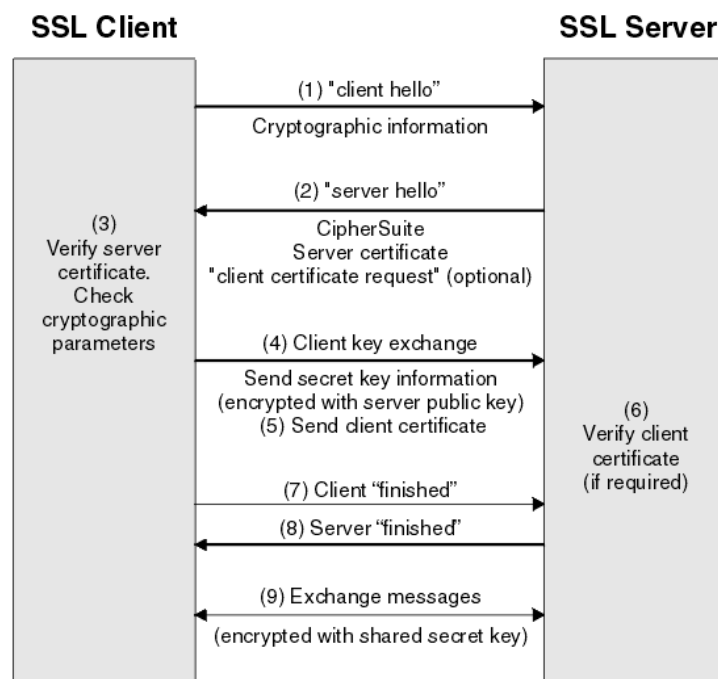 SSL Client
SSL Server
(1) "client hello”
Cryptographic information
(2) "server hello”
CipherSuite
Server certificate
"client certificate request" (optional)
(3)
Verify server
certificate.
Check
cryptographic
parameters
(4) Client key exchange
Send secret key information
(encrypted with server public key)
(5) Send client certificate
(6)
Verify client
certificate
(if required)
(7) Client “finished”
(8) Server “finished”
(9) Exchange messages
(encrypted with shared secret key)